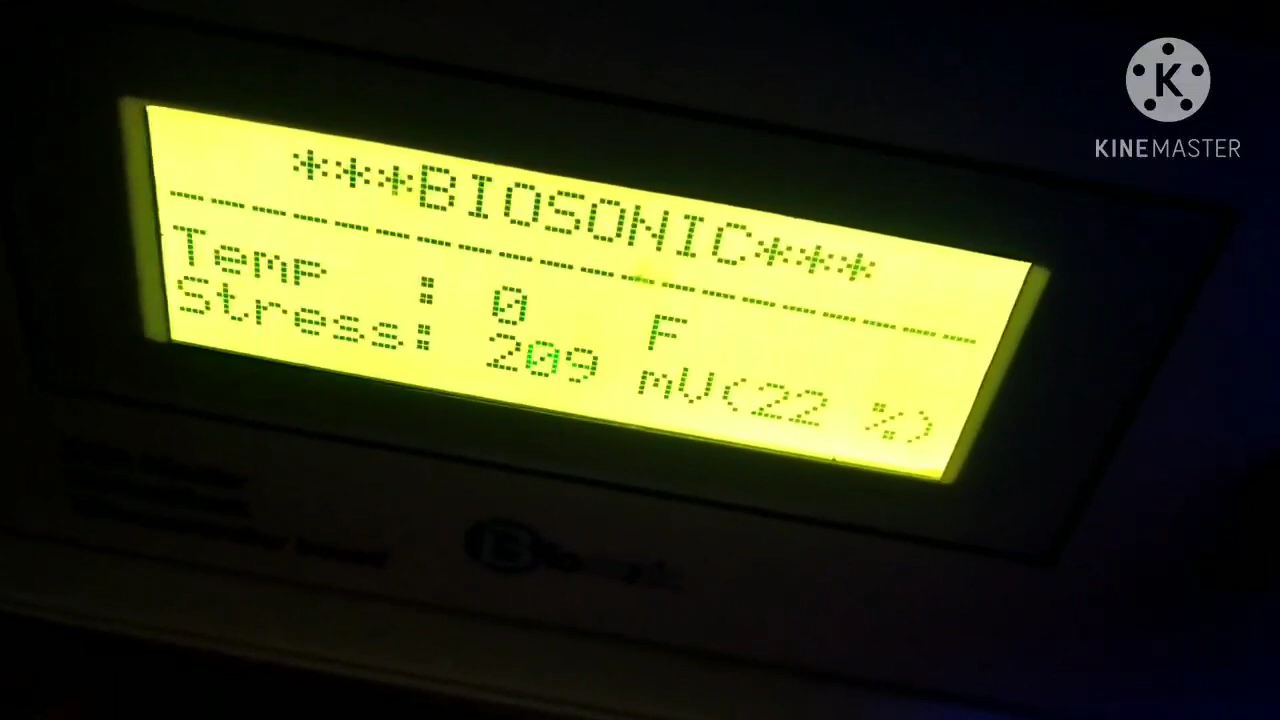 ***BIOSONIC***
--------------------
Temp : 0 F
Stress: 209 mV(22 %)
K
KINEMASTER